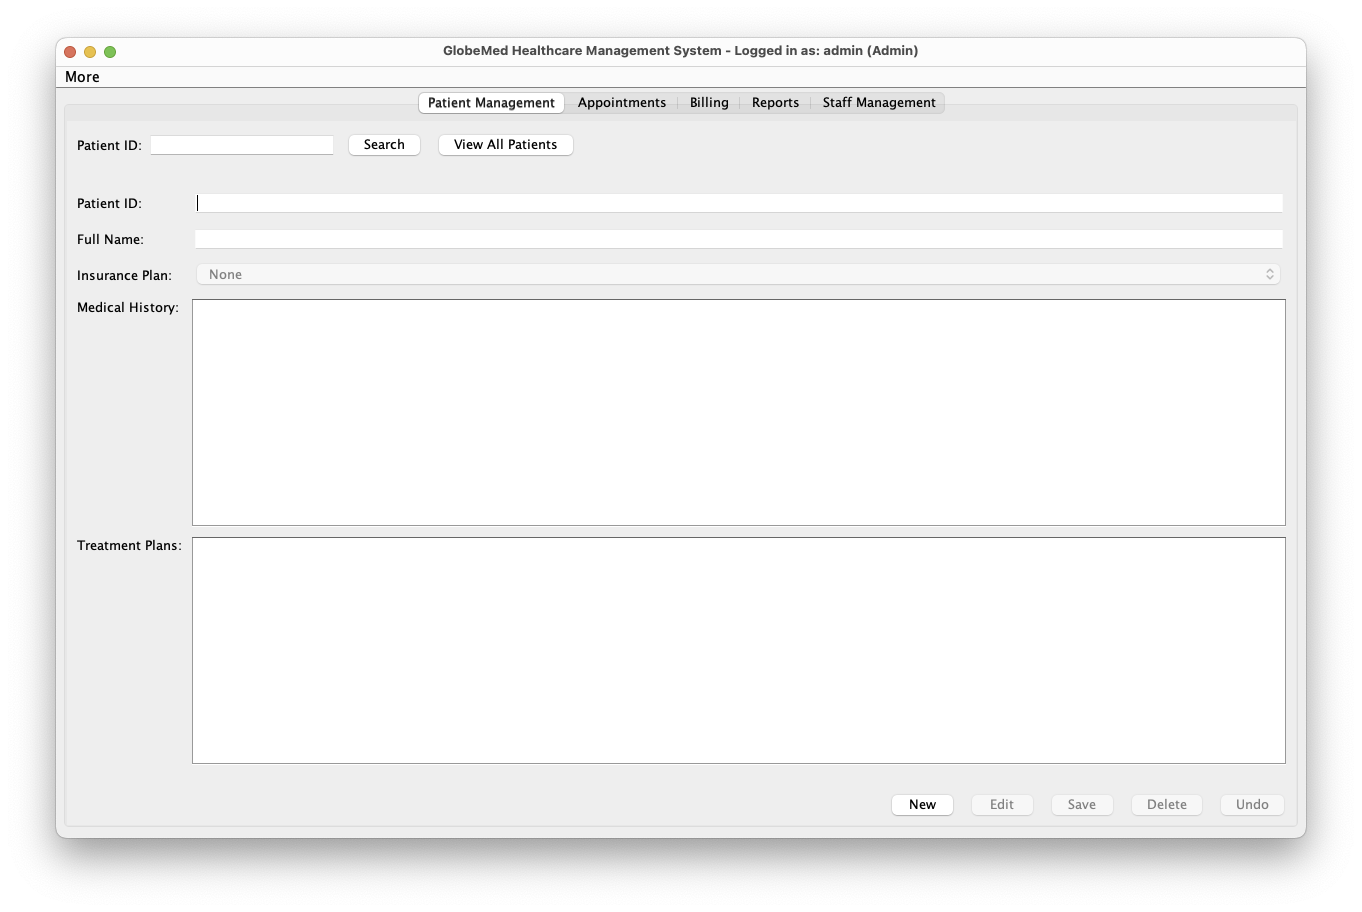 GlobeMed Healthcare Management System - Logged in as: admin (Admin)
More
Patient Management Appointments Billing Reports Staff Management
Patient ID: Search View All Patients
Patient ID:
Full Name:
Insurance Plan: None
Medical History:
Treatment Plans:
New Edit Save Delete Undo